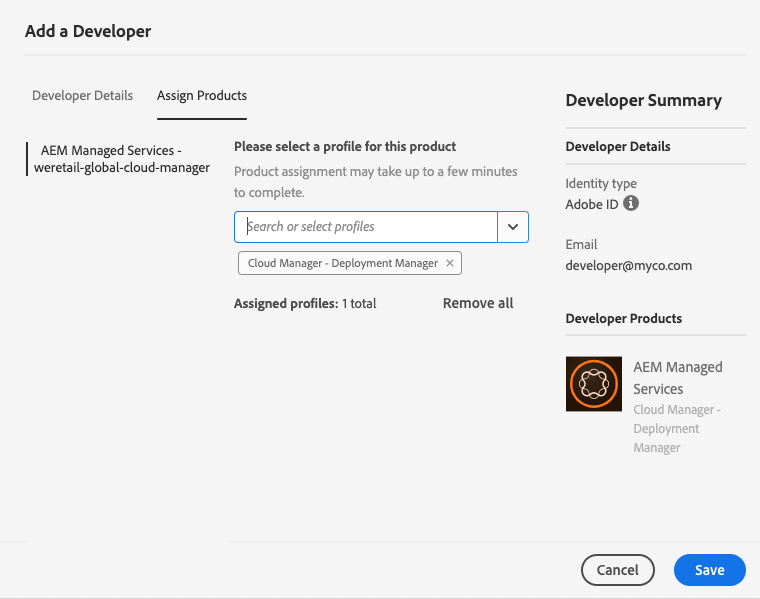 Add a Developer
Developer Details
Assign Products
AEM Managed Services -
weretail-global-cloud-manager
Please select a profile for this product
Product assignment may take up to a few minutes
to complete.
Search or select profiles
Cloud Manager - Deployment Manager
Assigned profiles: 1 total
Remove all
Developer Summary
Developer Details
Identity type
Adobe ID
Email
developer@myco.com
Developer Products
AEM Managed
Services
Cloud Manager -
Deployment
Manager
Cancel
Save